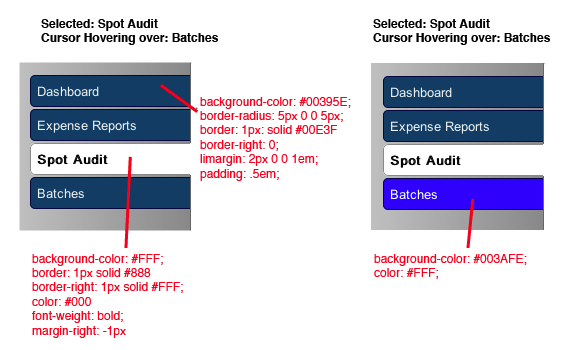 Selected: Spot Audit
Cursor Hovering over: Batches
Dashboard
Expense Reports
Spot Audit
Batches
background-color: #00395E;
border-radius: 5px 0 0 5px;
border: 1px: solid #00E3F
border-right: 0;
limargin: 2px 0 0 1em;
padding: .5em;
background-color: #FFF;
border: 1px solid #888
border-right: 1px solid #FFF;
color: #000
font-weight: bold;
margin-right: -1px
Selected: Spot Audit
Cursor Hovering over: Batches
Dashboard
Expense Reports
Spot Audit
Batches
background-color: #003AFE;
color: #FFF;